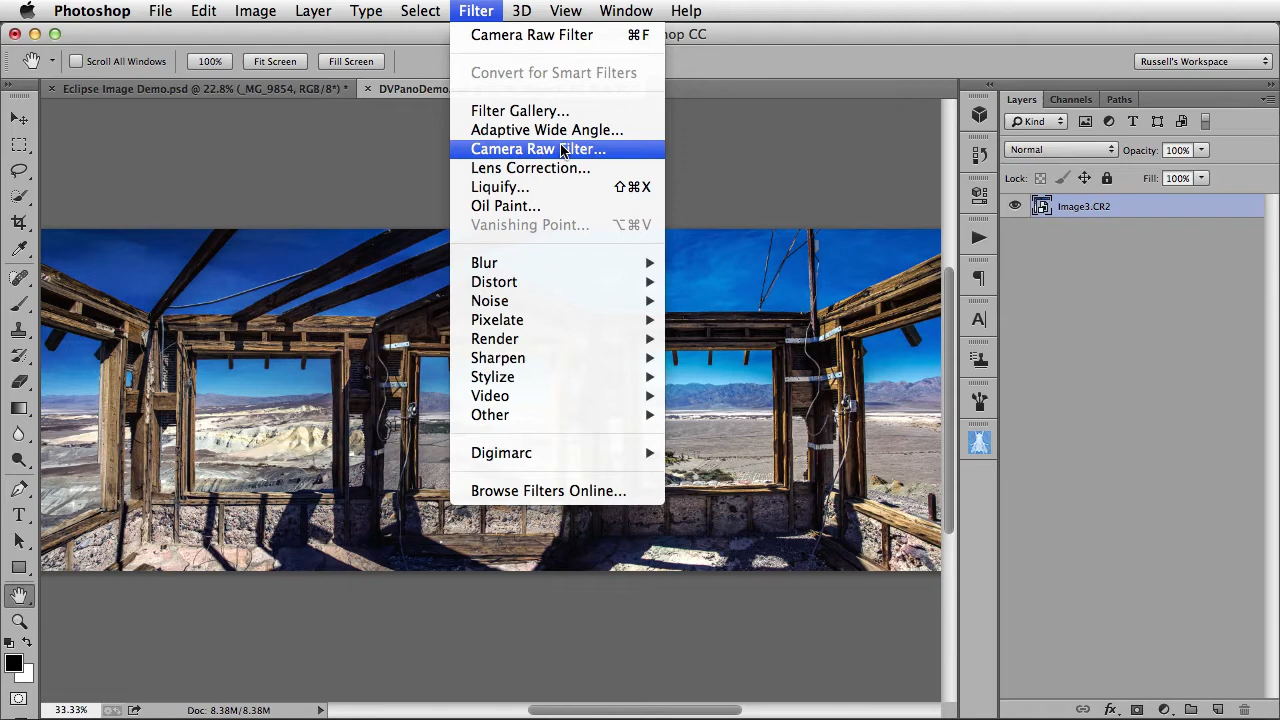 Photoshop File Edit Image Layer Type Select Filter 3D View Window Help
op CC
Scroll All Windows 100% Fit Screen Fill Screen Russell's Workspace
× Eclipse Image Demo.psd @ 22.8% (_MG_9854, RGB/8*) * × DVPanoDemo.
Camera Raw Filter ⌘F
Convert for Smart Filters
Filter Gallery...
Adaptive Wide Angle...
Camera Raw Filter...
Lens Correction...
Liquify... ⇧⌘X
Oil Paint...
Vanishing Point... ⌥⌘V
Blur
Distort
Noise
Pixelate
Render
Sharpen
Stylize
Video
Other
Digimarc
Browse Filters Online...
Layers Channels Paths
Kind
Normal Opacity: 100%
Lock: Fill: 100%
Image3.CR2
33.33% Doc: 8.38M/8.38M